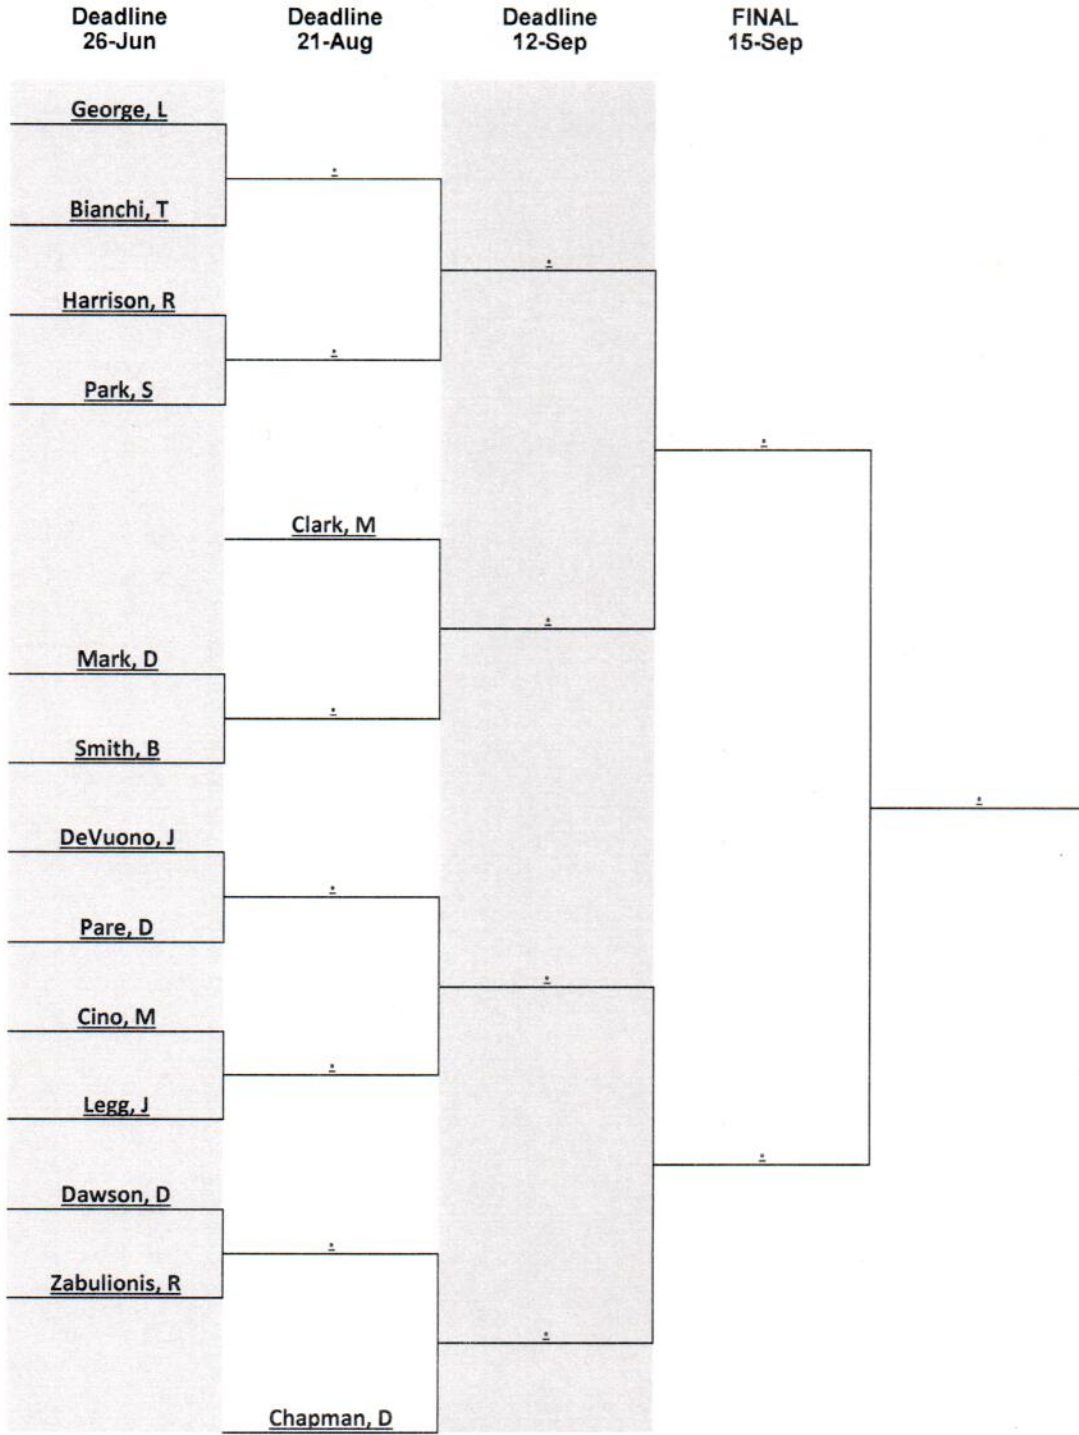 Deadline Deadline Deadline FINAL
26-Jun 21-Aug 12-Sep 15-Sep
George, L
Bianchi, T
Harrison, R
Park, S
Clark, M
Mark, D
Smith, B
DeVuono, J
Pare, D
Cino, M
Legg, J
Dawson, D
Zabulionis, R
Chapman, D